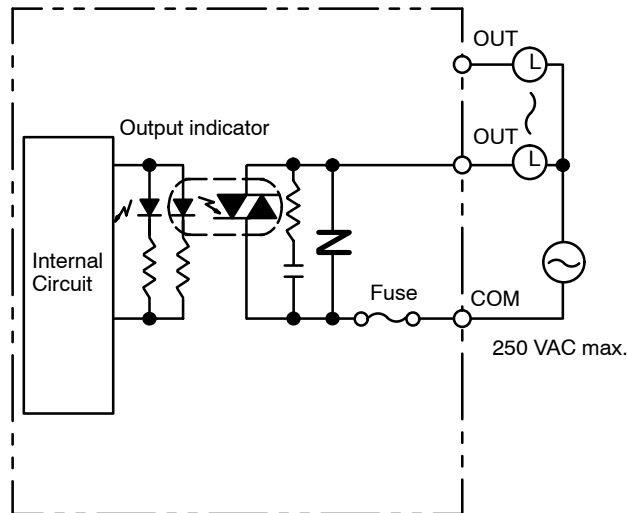 OUT
L
Output indicator
OUT
L
Internal
Circuit
Fuse
COM
250 VAC max.